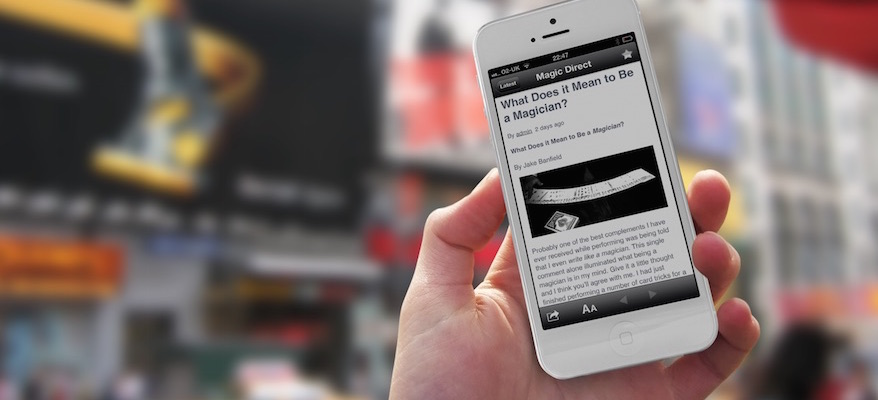 O2-UK 22:47
Latest Magic Direct
What Does it Mean to Be
a Magician?
By admin, 2 days ago
What Does it Mean to Be a Magician?
By Jake Banfield
Probably one of the best complements I have
ever received while performing was being told
that I even write like a magician. This single
comment alone illuminated what being a
magician is in my mind. Give it a little thought
and I think you'll agree with me. I had just
finished performing a number of card tricks for a
AA